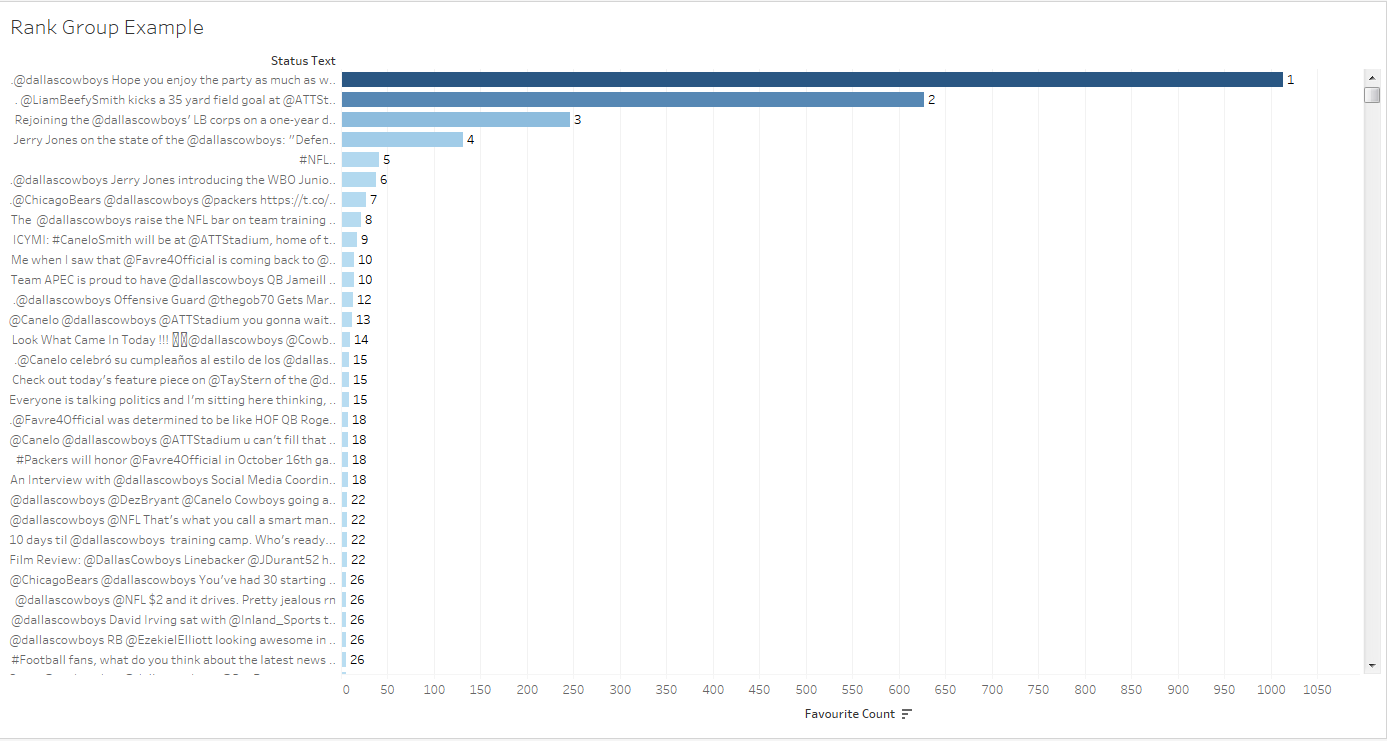 Rank Group Example
Status Text
.@dallascowboys Hope you enjoy the party as much as w.. 1
. @LiamBeefySmith kicks a 35 yard field goal at @ATTSt.. 2
Rejoining the @dallascowboys' LB corps on a one-year d.. 3
Jerry Jones on the state of the @dallascowboys: "Defen.. 4
#NFL.. 5
.@dallascowboys Jerry Jones introducing the WBO Junio.. 6
.@ChicagoBears @dallascowboys @packers https://t.co/.. 7
The @dallascowboys raise the NFL bar on team training .. 8
ICYMI: #CaneloSmith will be at @ATTStadium, home of t.. 9
Me when I saw that @Favre4Official is coming back to @.. 10
Team APEC is proud to have @dallascowboys QB Jameill .. 10
.@dallascowboys Offensive Guard @thegob70 Gets Mar.. 12
@Canelo @dallascowboys @ATTStadium you gonna wait.. 13
Look What Came In Today !!! @dallascowboys @Cowb.. 14
.@Canelo celebró su cumpleaños al estilo de los @dallas.. 15
Check out today's feature piece on @TayStern of the @d.. 15
Everyone is talking politics and I'm sitting here thinking, .. 15
.@Favre4Official was determined to be like HOF QB Roge.. 18
@Canelo @dallascowboys @ATTStadium u can't fill that .. 18
#Packers will honor @Favre4Official in October 16th ga.. 18
An Interview with @dallascowboys Social Media Coordin.. 18
@dallascowboys @DezBryant @Canelo Cowboys going a.. 22
@dallascowboys @NFL That's what you call a smart man.. 22
10 days til @dallascowboys training camp. Who's ready... 22
Film Review: @DallasCowboys Linebacker @JDurant52 h.. 22
@ChicagoBears @dallascowboys You've had 30 starting .. 26
@dallascowboys @NFL $2 and it drives. Pretty jealous rn 26
@dallascowboys David Irving sat with @Inland_Sports t.. 26
@dallascowboys RB @EzekielElliott looking awesome in .. 26
#Football fans, what do you think about the latest news .. 26
0 50 100 150 200 250 300 350 400 450 500 550 600 650 700 750 800 850 900 950 1000 1050
Favourite Count